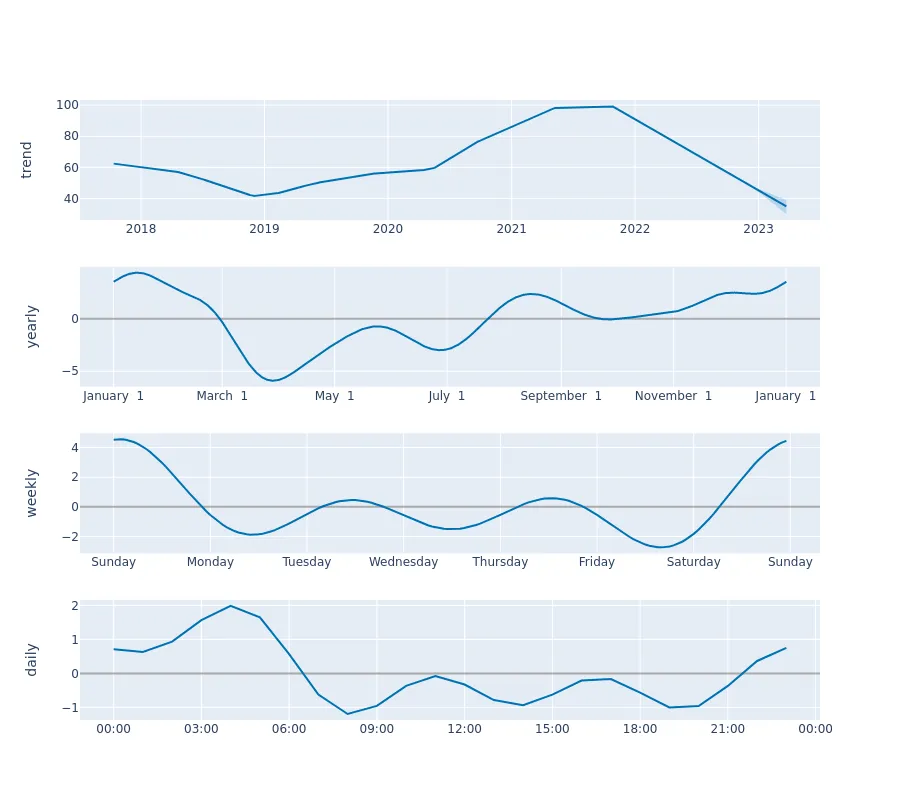 100
80
60
40
trend
2018 2019 2020 2021 2022 2023
0
−5
yearly
January 1 March 1 May 1 July 1 September 1 November 1 January 1
4
2
0
−2
weekly
Sunday Monday Tuesday Wednesday Thursday Friday Saturday Sunday
2
1
0
−1
daily
00:00 03:00 06:00 09:00 12:00 15:00 18:00 21:00 00:00